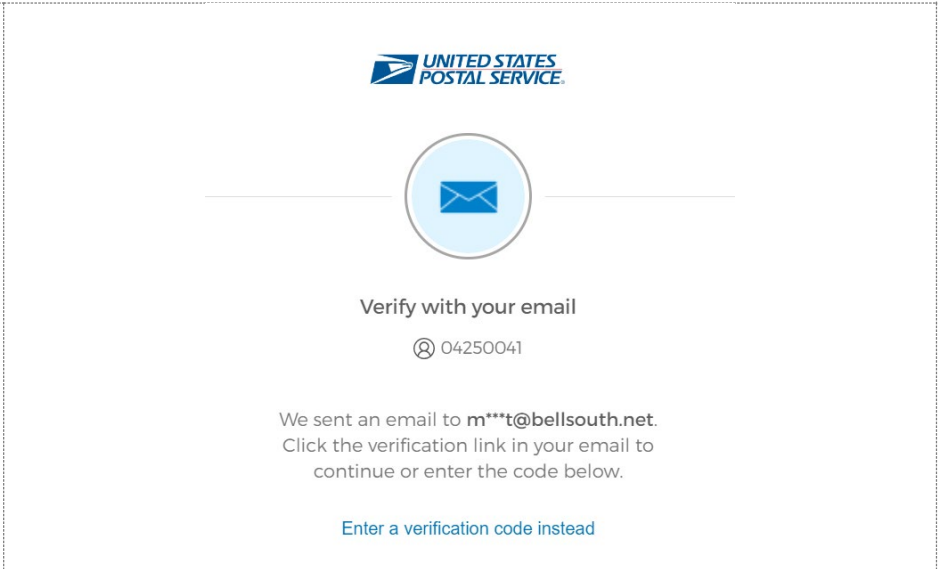 UNITED STATES
POSTAL SERVICE®
Verify with your email
04250041
We sent an email to m***t@bellsouth.net.
Click the verification link in your email to
continue or enter the code below.
Enter a verification code instead